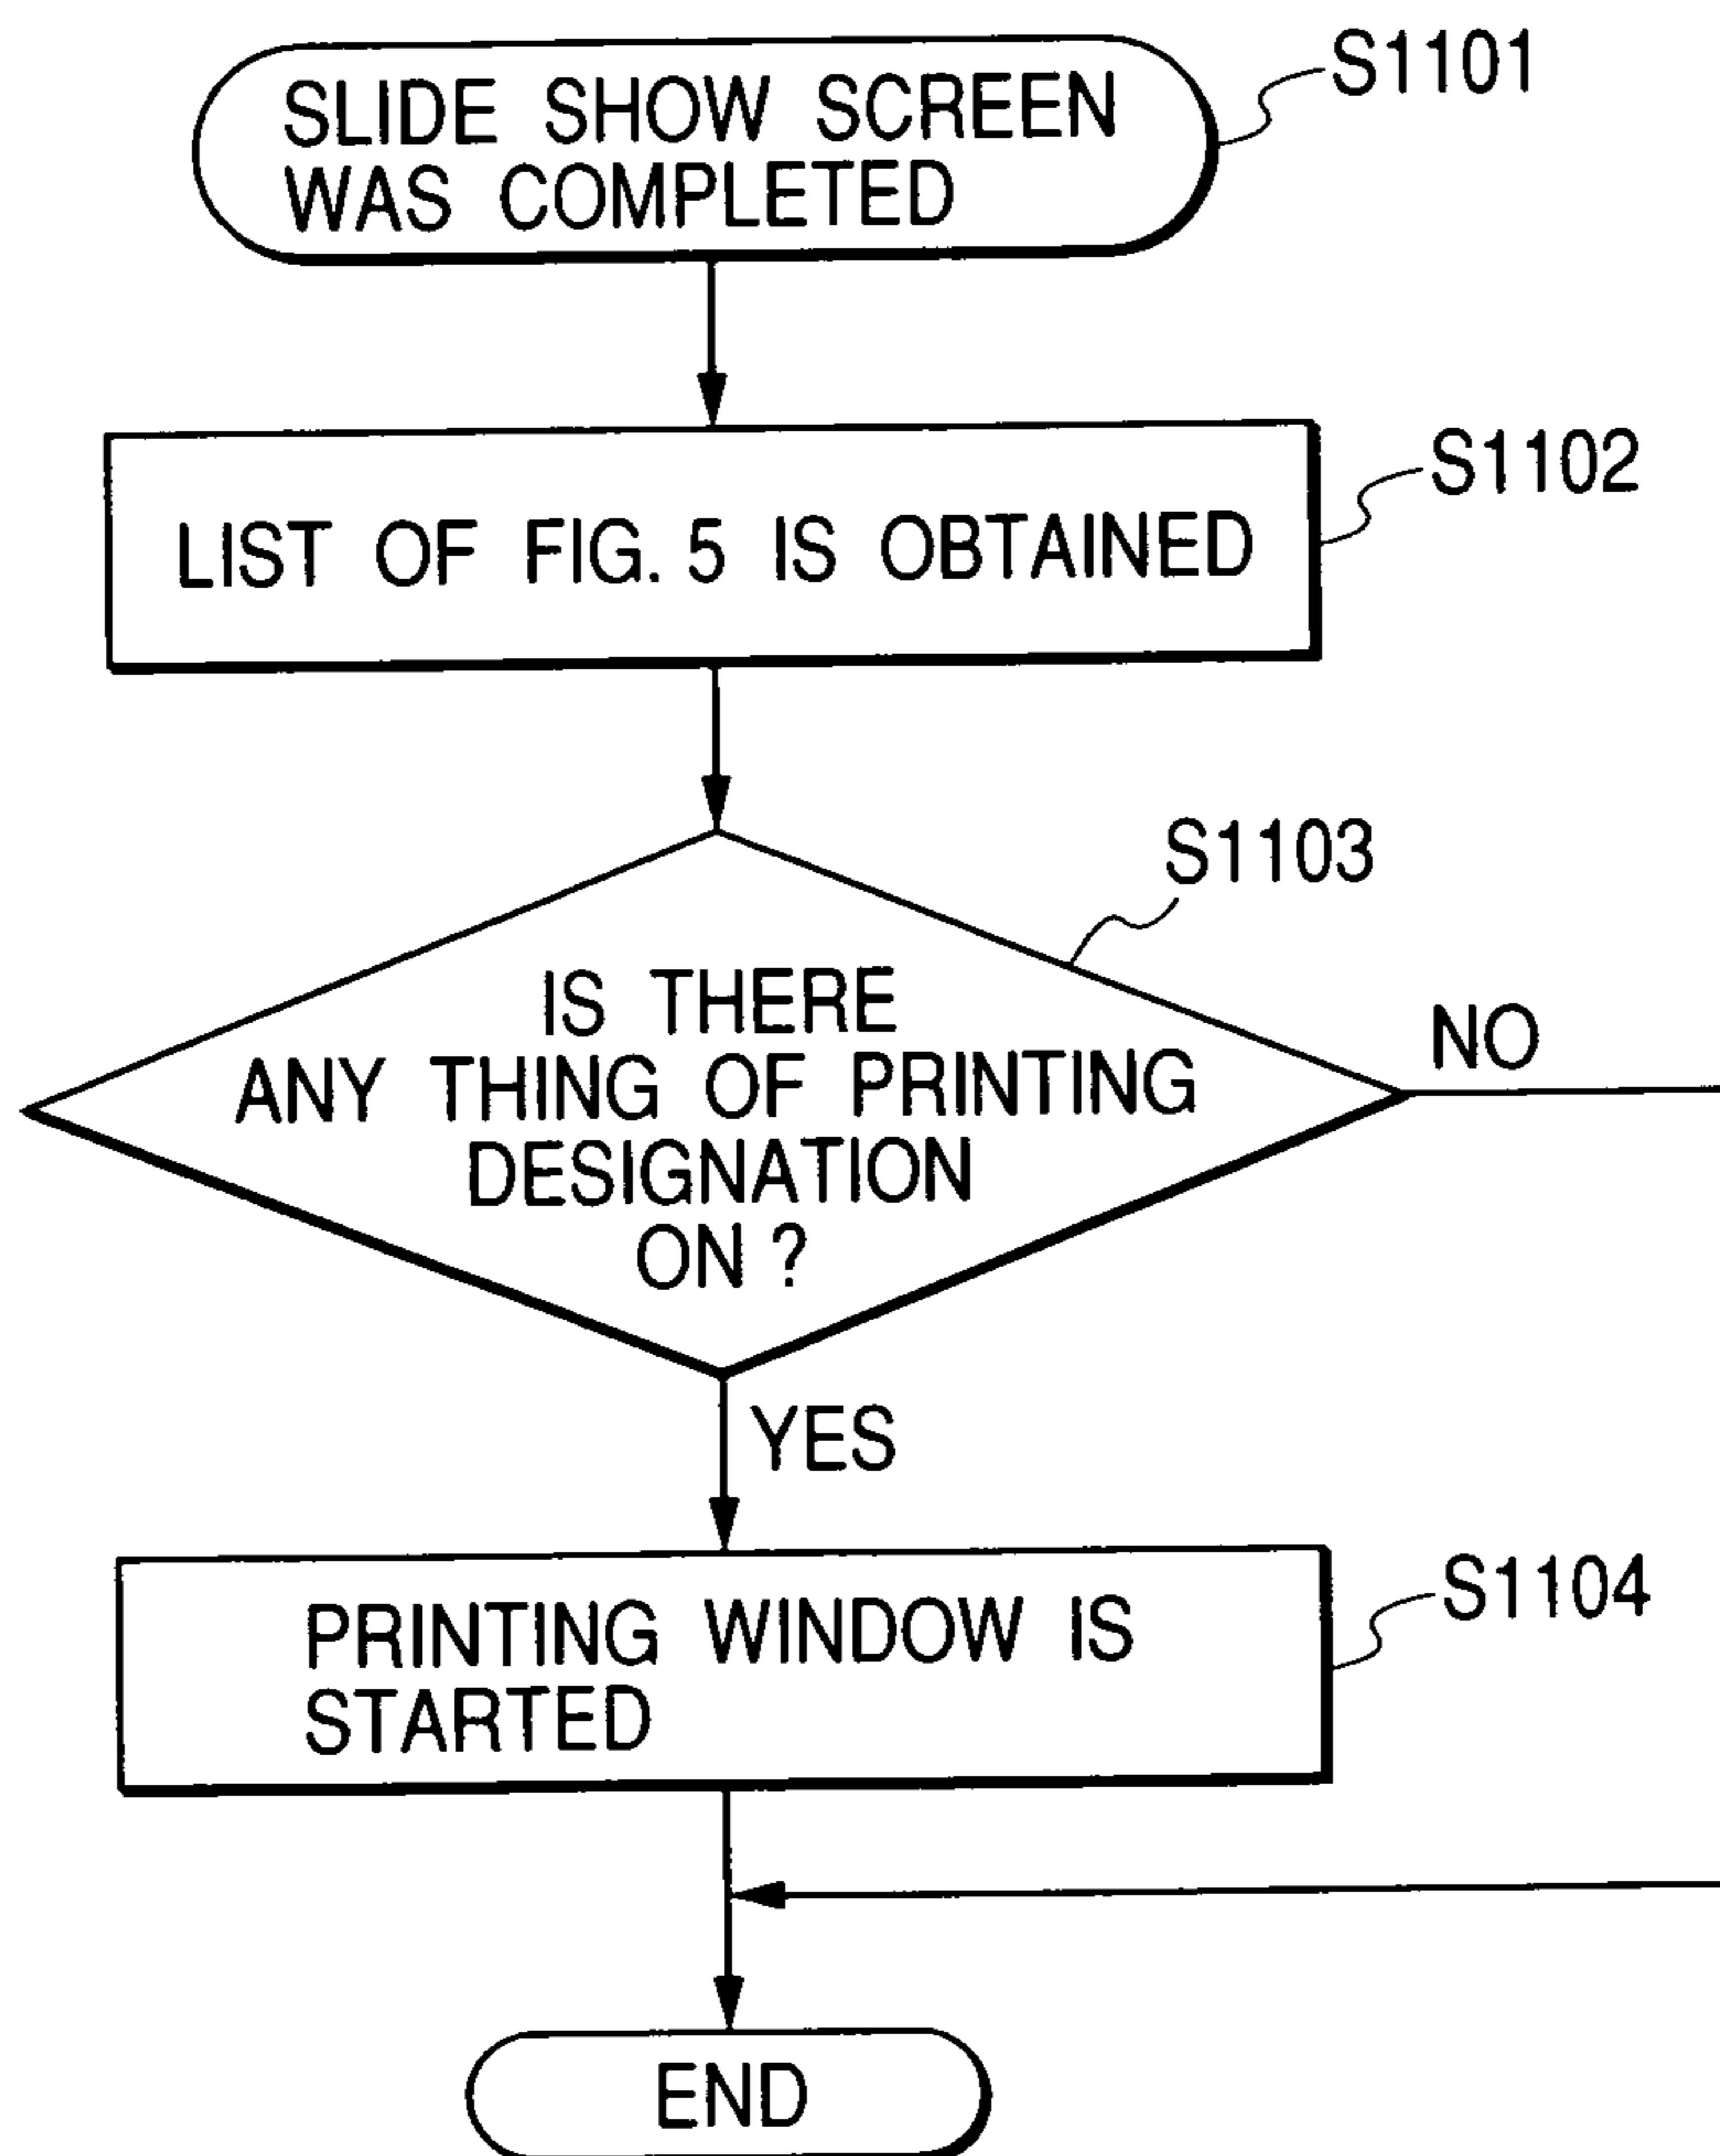 SLIDE SHOW SCREEN
WAS COMPLETED
S1101
LIST OF FIG. 5 IS OBTAINED
S1102
S1103
IS THERE
ANY THING OF PRINTING
DESIGNATION
ON ?
NO
YES
PRINTING WINDOW IS
STARTED
S1104
END